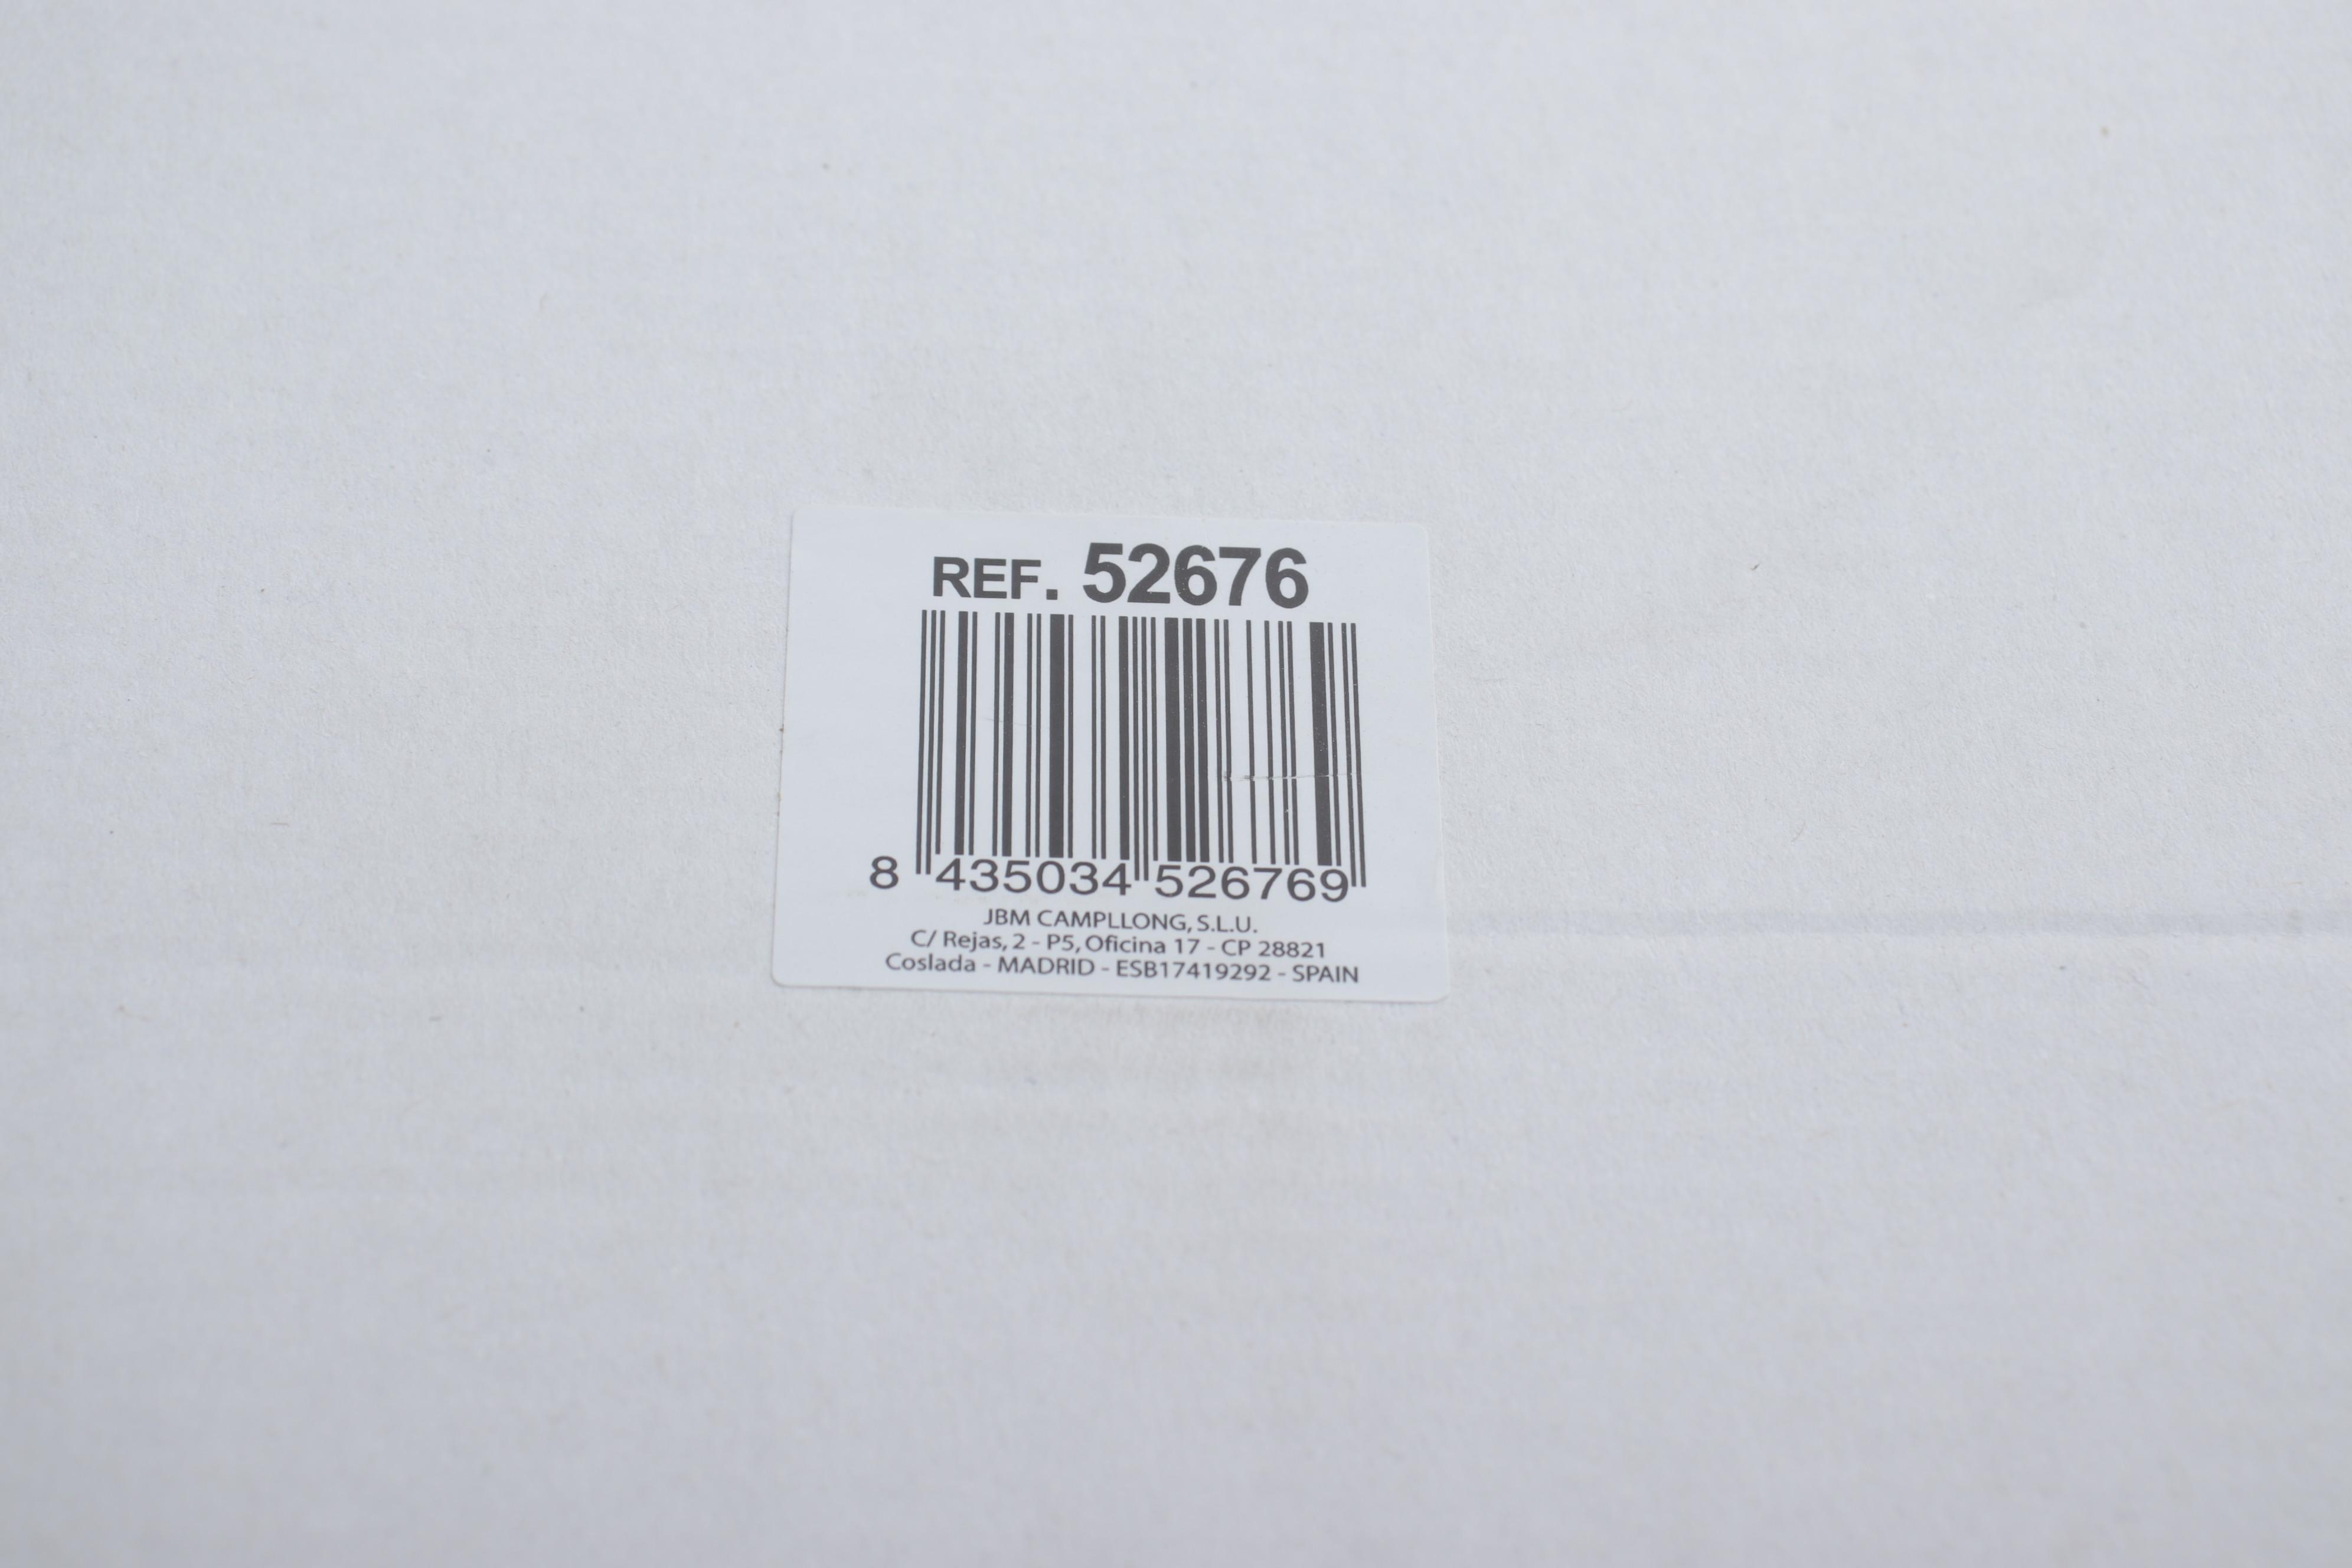 REF. 52676
8 435034 526769
JBM CAMPLLONG, S.L.U.
C/ Rejas, 2 - P5, Oficina 17 - CP 28821
Coslada - MADRID - ESB17419292 - SPAIN